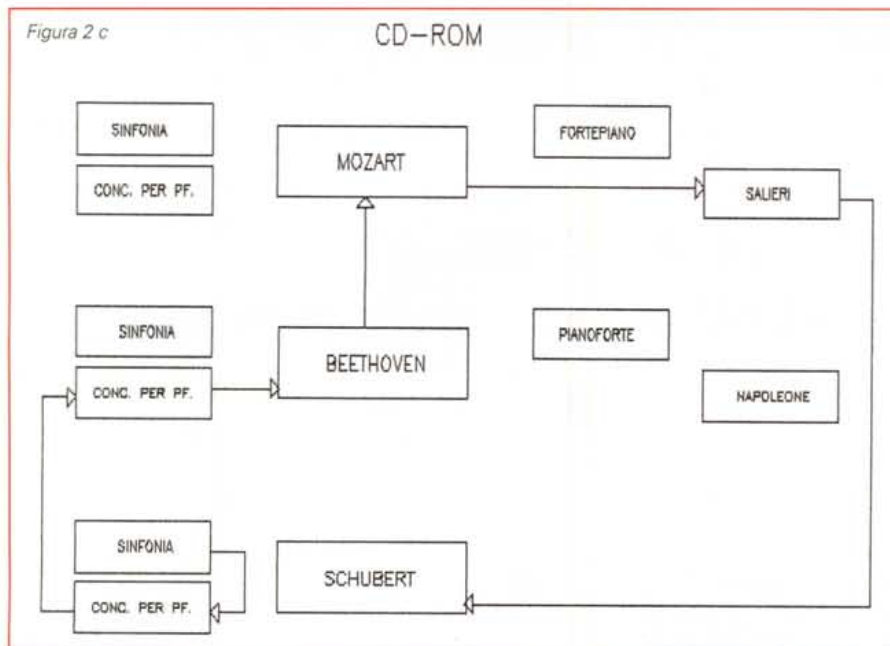 Figura 2 c
CD-ROM
SINFONIA
CONC. PER PF.
MOZART
FORTEPIANO
SALIERI
SINFONIA
CONC. PER PF.
BEETHOVEN
PIANOFORTE
NAPOLEONE
SINFONIA
CONC. PER PF.
SCHUBERT